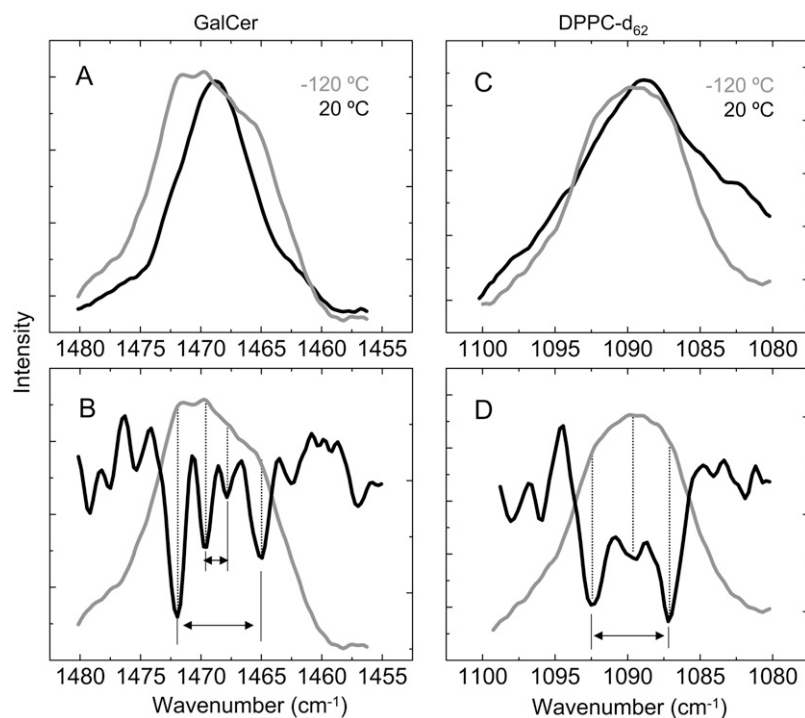 GalCer
DPPC-d62
A
-120 ºC
20 ºC
C
-120 ºC
20 ºC
1480 1475 1470 1465 1460 1455
1100 1095 1090 1085 1080
Intensity
B
D
1480 1475 1470 1465 1460 1455
1100 1095 1090 1085 1080
Wavenumber (cm-1)
Wavenumber (cm-1)